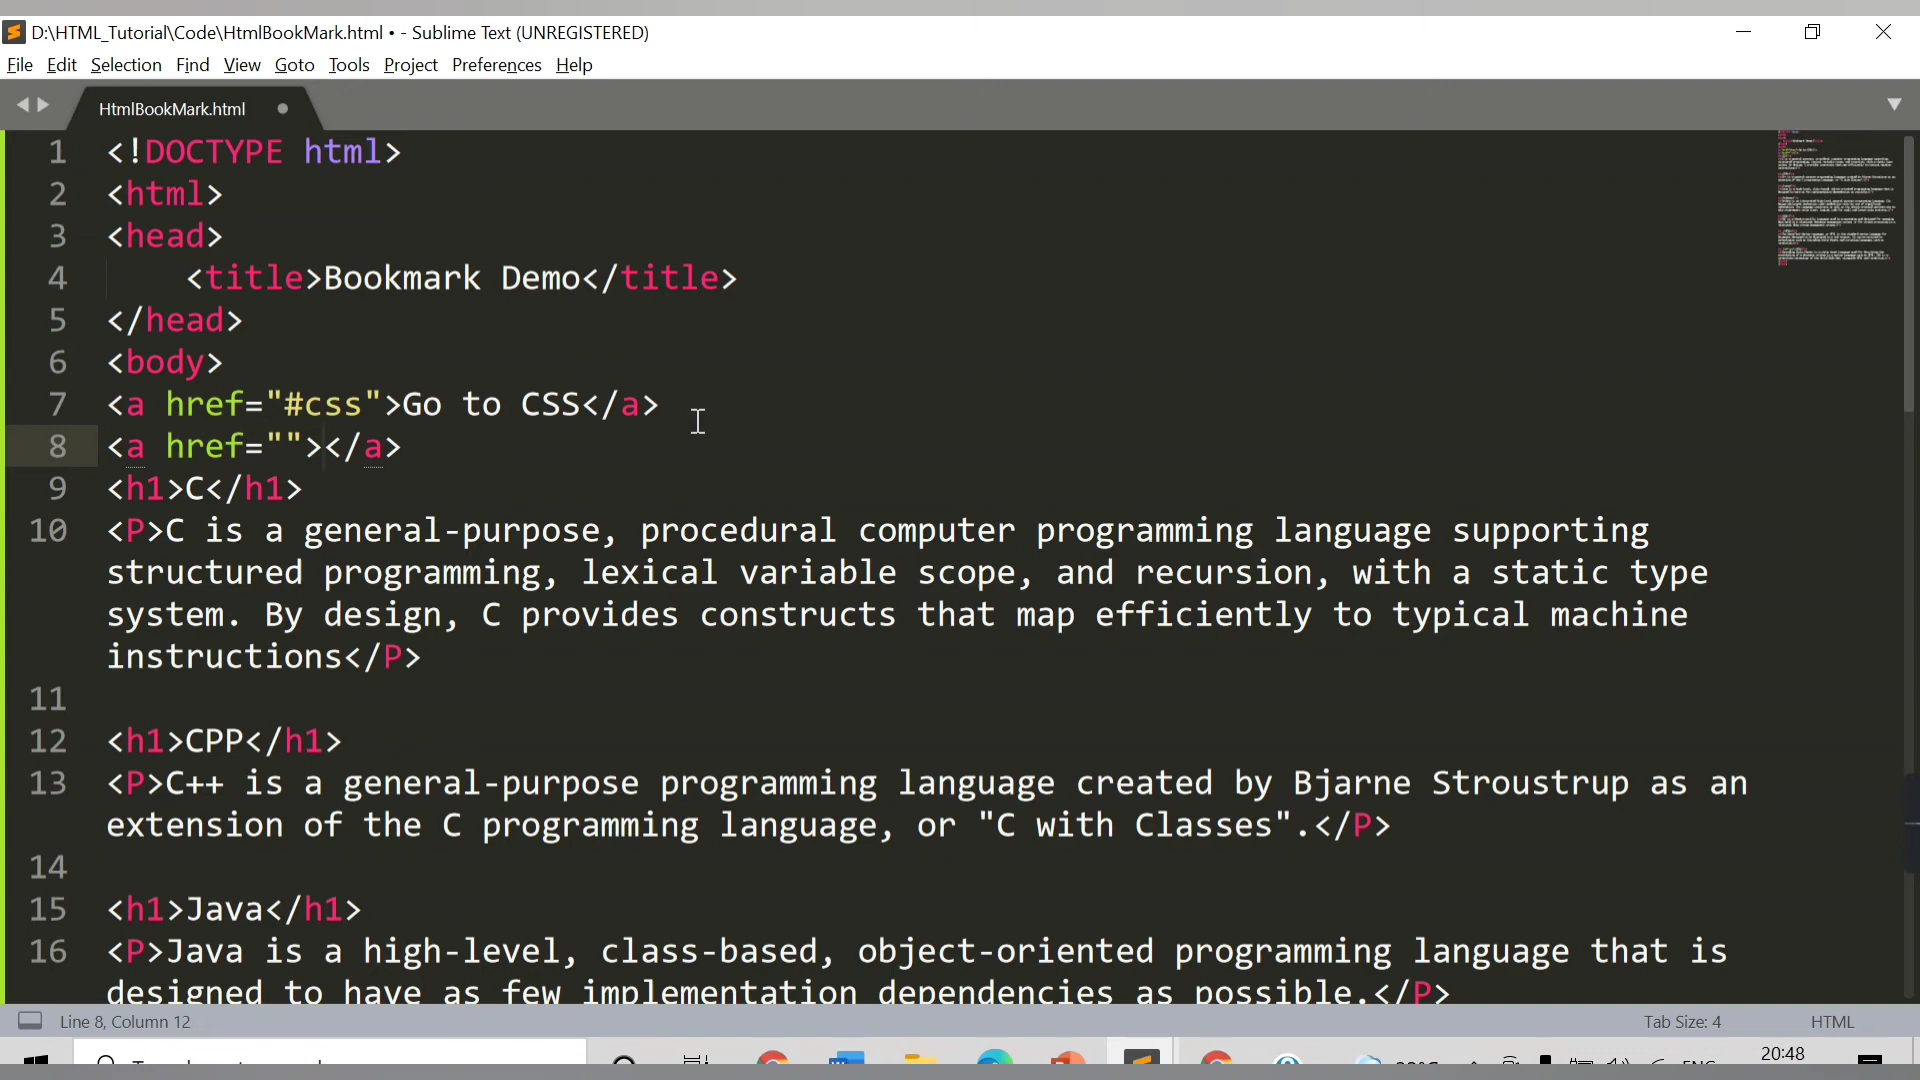 D:\HTML_Tutorial\Code\HtmlBookMark.html • - Sublime Text (UNREGISTERED)
File Edit Selection Find View Goto Tools Project Preferences Help
HtmlBookMark.html
1 <!DOCTYPE html>
2 <html>
3 <head>
4 <title>Bookmark Demo</title>
5 </head>
6 <body>
7 <a href="#css">Go to CSS</a>
8 <a href=""></a>
9 <h1>C</h1>
10 <P>C is a general-purpose, procedural computer programming language supporting
structured programming, lexical variable scope, and recursion, with a static type
system. By design, C provides constructs that map efficiently to typical machine
instructions</P>
11
12 <h1>CPP</h1>
13 <P>C++ is a general-purpose programming language created by Bjarne Stroustrup as an
extension of the C programming language, or "C with Classes".</P>
14
15 <h1>Java</h1>
16 <P>Java is a high-level, class-based, object-oriented programming language that is
designed to have as few implementation dependencies as possible.</P>
Line 8, Column 12 Tab Size: 4 HTML
20:48